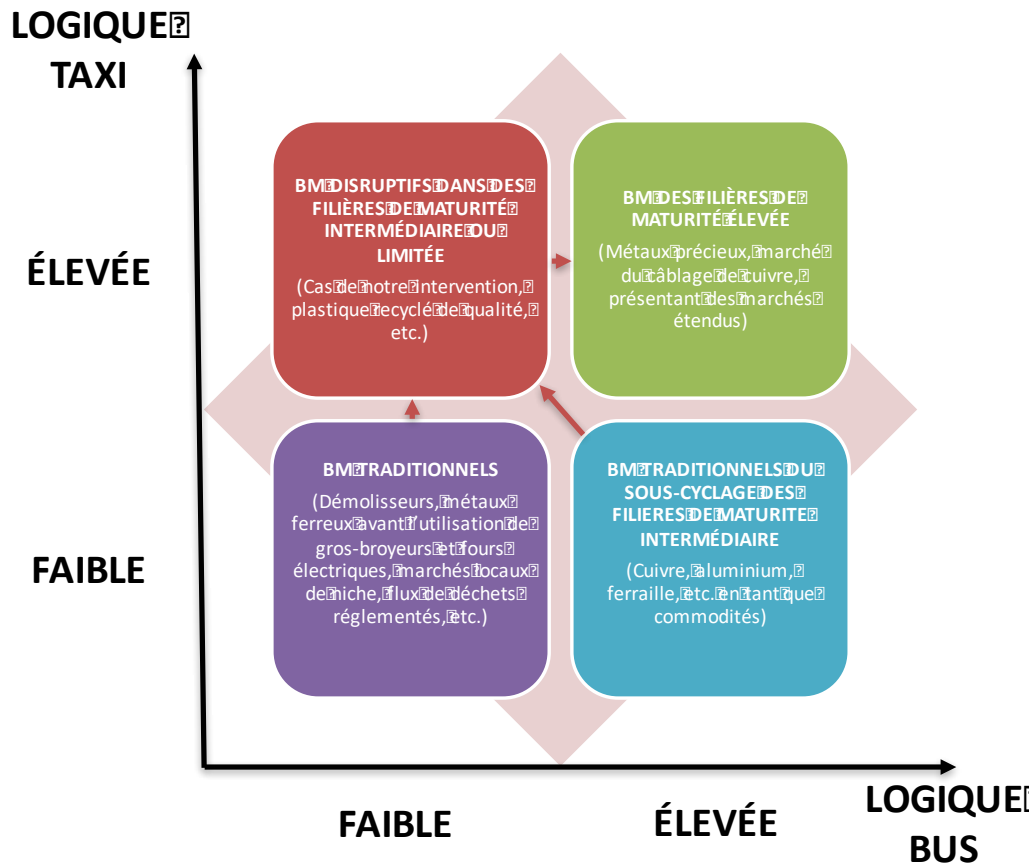 LOGIQUE
TAXI
BM DISRUPTIFS DANS DES
FILIÈRES DE MATURITÉ
INTERMÉDIAIRE OU
LIMITÉE
(Cas de notre intervention,
plastique recyclé de qualité,
etc.)
BM DES FILIÈRES DE
MATURITÉ ÉLEVÉE
(Métaux précieux, marché
du câblage de cuivre,
présentant des marchés
étendus)
ÉLEVÉE
BM TRADITIONNELS
(Démolisseurs, métaux
ferreux avant l'utilisation de
gros-broyeurs et fours
électriques, marchés locaux
de niche, flux de déchets
réglementés, etc.)
BM TRADITIONNELS DU
SOUS-CYCLAGE DES
FILIERES DE MATURITE
INTERMÉDIAIRE
(Cuivre, aluminium,
ferraille, etc. en tant que
commodités)
FAIBLE
FAIBLE
ÉLEVÉE
LOGIQUE
BUS